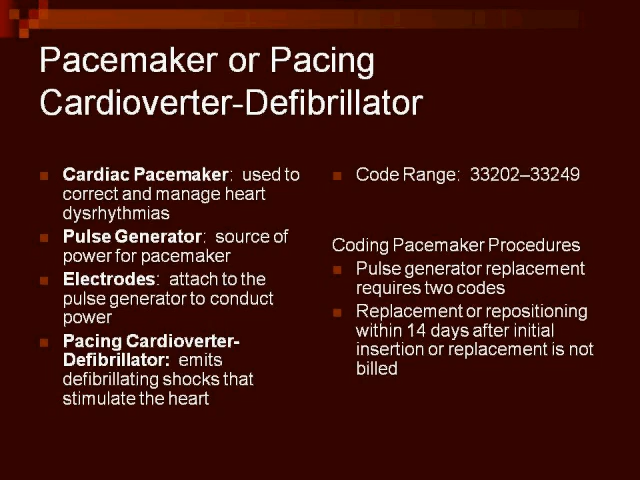 Pacemaker or Pacing
Cardioverter-Defibrillator
Cardiac Pacemaker: used to
correct and manage heart
dysrhythmias
Pulse Generator: source of
power for pacemaker
Electrodes: attach to the
pulse generator to conduct
power
Pacing Cardioverter-
Defibrillator: emits
defibrillating shocks that
stimulate the heart
Code Range: 33202–33249
Coding Pacemaker Procedures
Pulse generator replacement
requires two codes
Replacement or repositioning
within 14 days after initial
insertion or replacement is not
billed